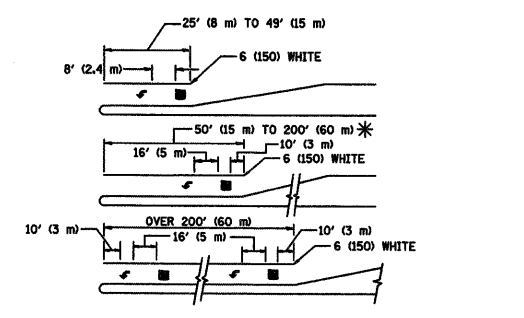 25' (8 m) TO 49' (15 m)
8' (2.4 m)
6 (150) WHITE
50' (15 m) TO 200' (60 m)*
16' (5 m)
10' (3 m)
6 (150) WHITE
OVER 200' (60 m)
10' (3 m)
16' (5 m)
10' (3 m)
6 (150) WHITE